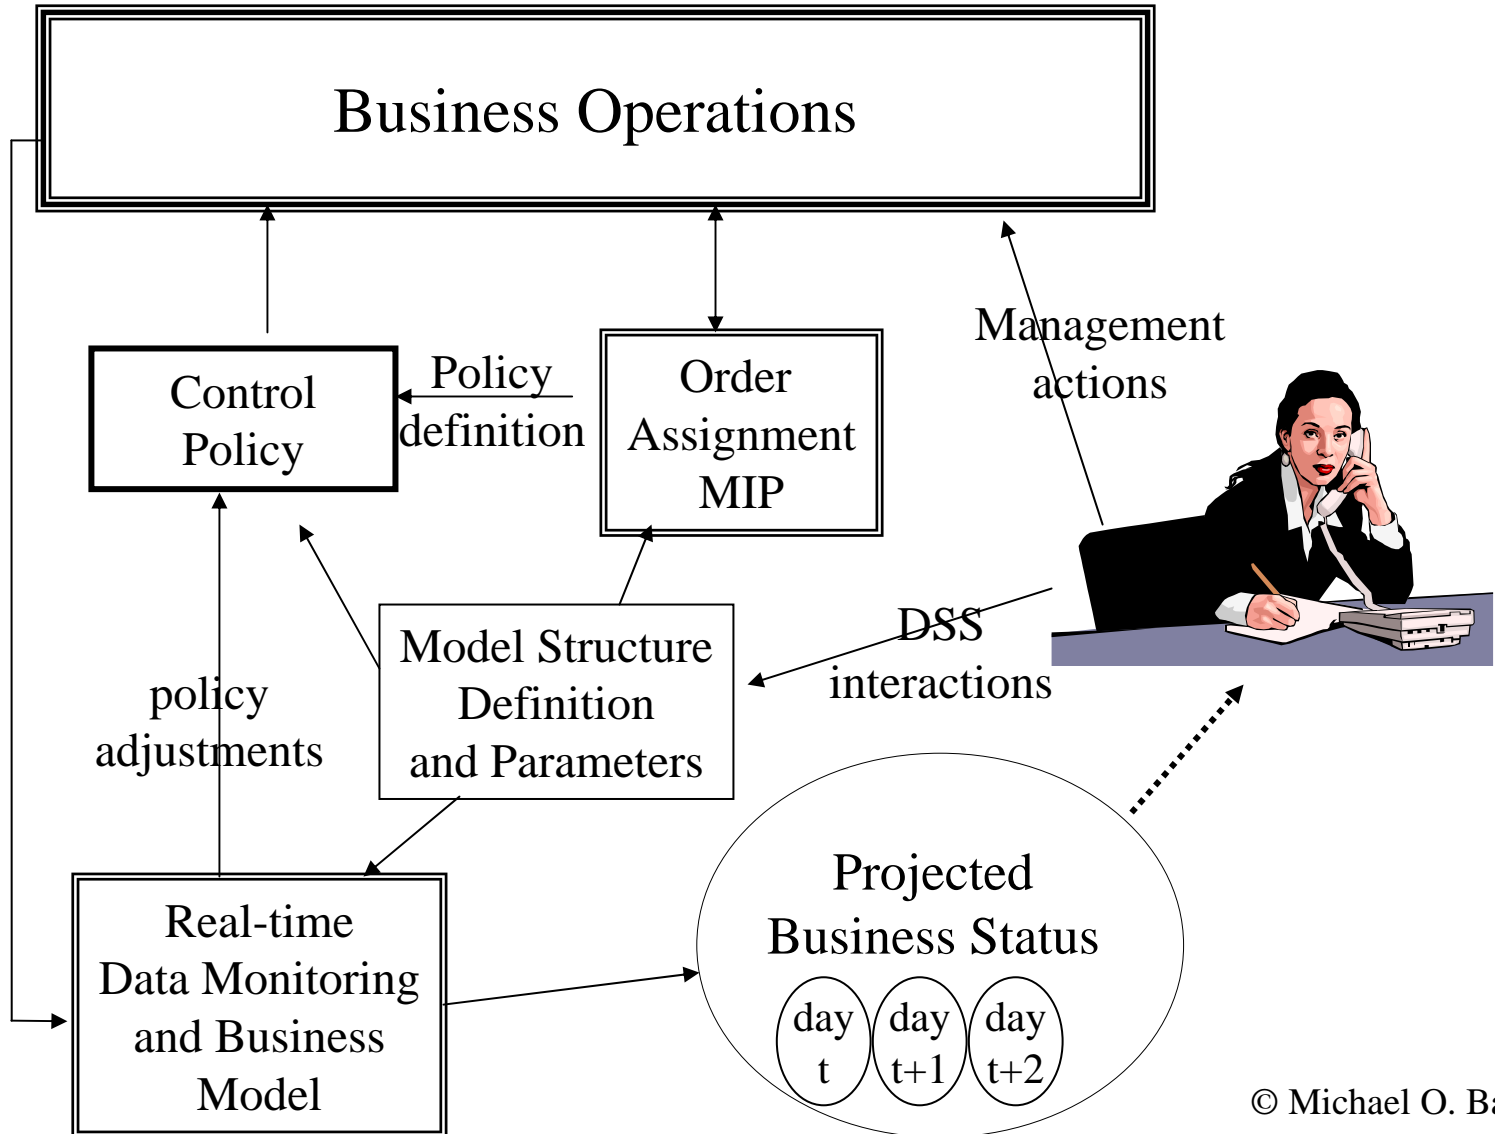 Business Operations
Management
actions
Control
Policy
Policy
definition
Order
Assignment
MIP
DSS
interactions
Model Structure
Definition
and Parameters
policy
adjustments
Projected
Business Status
day
t
day
t+1
day
t+2
Real-time
Data Monitoring
and Business
Model
© Michael O.